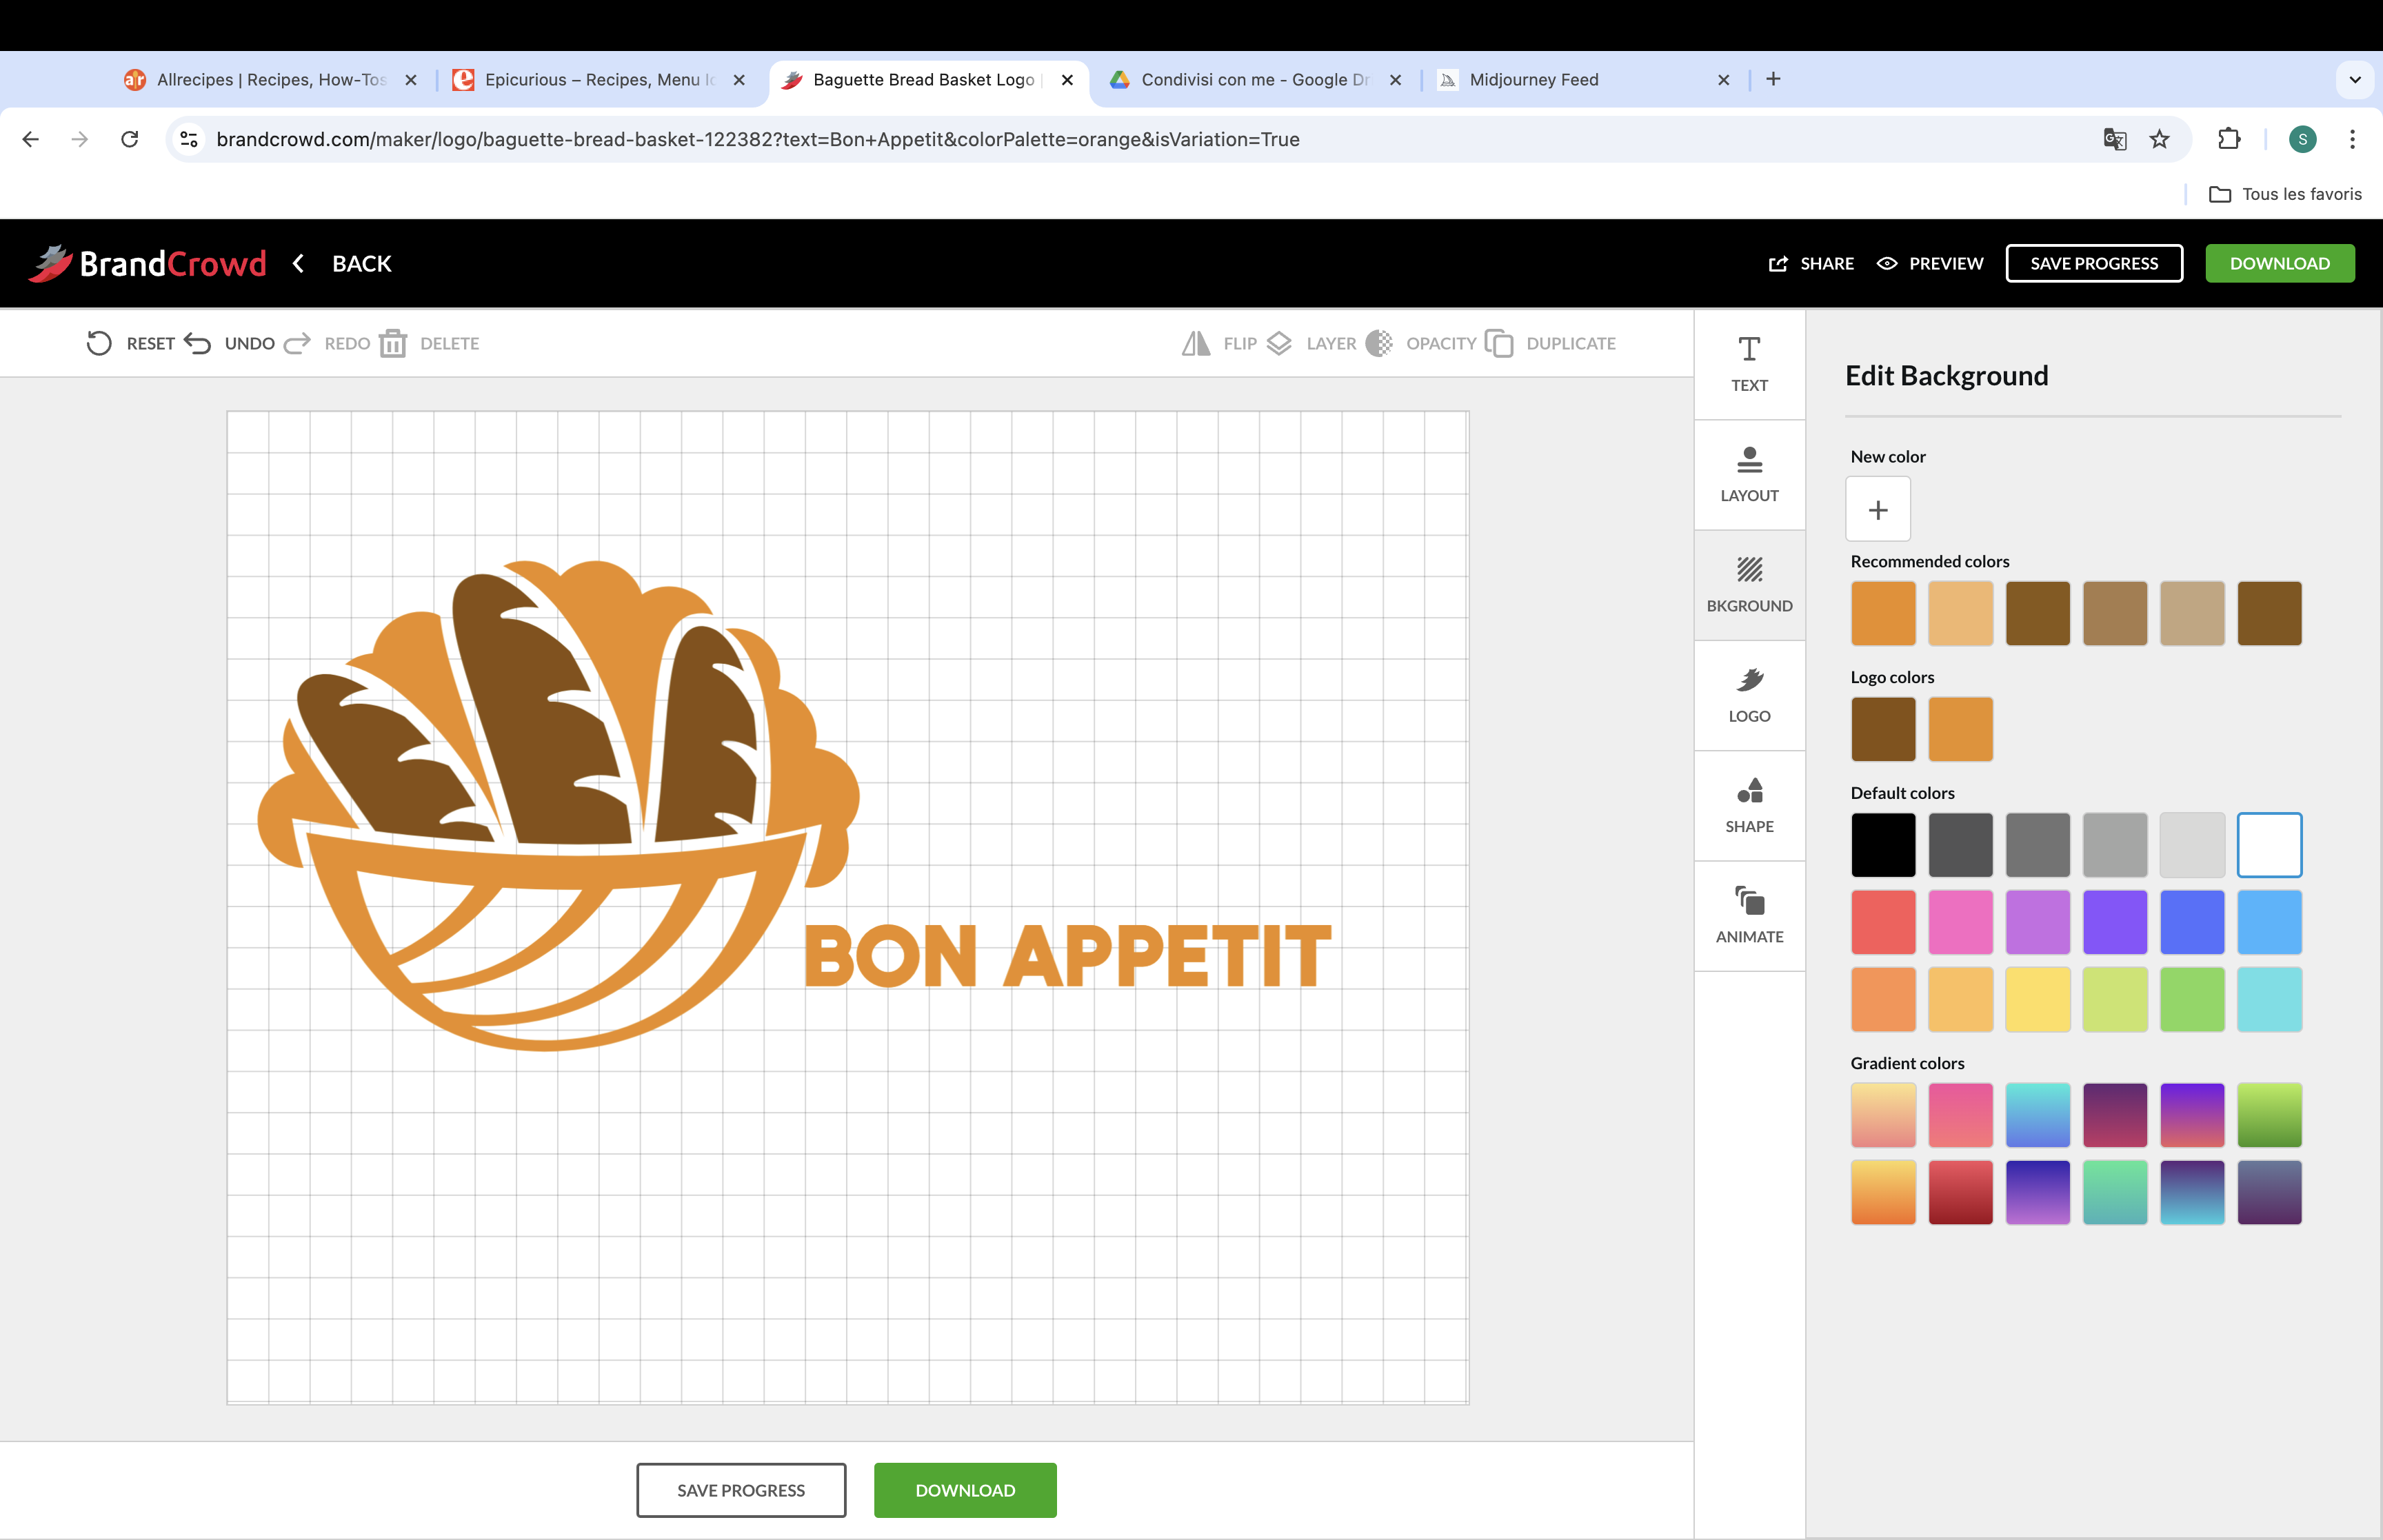 Allrecipes | Recipes, How-Tos
Epicurious – Recipes, Menu Id
Baguette Bread Basket Logo |
Condivisi con me - Google Dr
Midjourney Feed
brandcrowd.com/maker/logo/baguette-bread-basket-122382?text=Bon+Appetit&colorPalette=orange&isVariation=True
S
Tous les favoris
BrandCrowd
BACK
SHARE
PREVIEW
SAVE PROGRESS
DOWNLOAD
RESET
UNDO
REDO
DELETE
FLIP
LAYER
OPACITY
DUPLICATE
BON APPETIT
SAVE PROGRESS
DOWNLOAD
TEXT
LAYOUT
BKGROUND
LOGO
SHAPE
ANIMATE
Edit Background
New color
Recommended colors
Logo colors
Default colors
Gradient colors